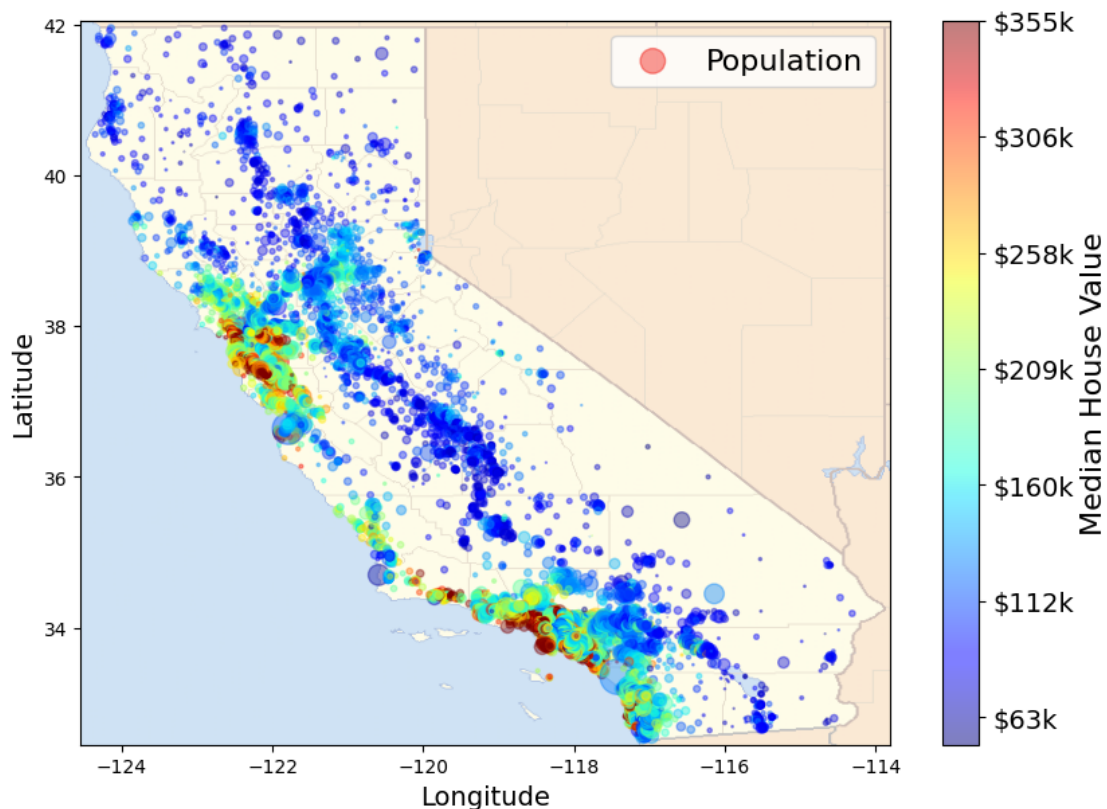 Population
42
40
38
36
34
−124
−122
−120
−118
−116
−114
Longitude
Latitude
$355k
$306k
$258k
$209k
$160k
$112k
$63k
Median House Value